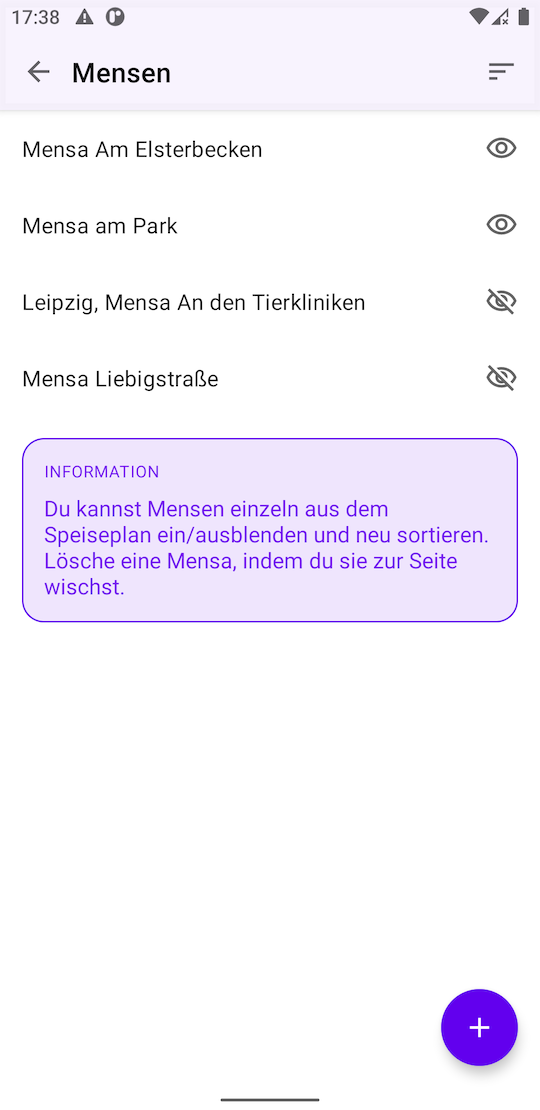 17:38
Mensen
Mensa Am Elsterbecken
Mensa am Park
Leipzig, Mensa An den Tierkliniken
Mensa Liebigstraße
INFORMATION
Du kannst Mensen einzeln aus dem
Speiseplan ein/ausblenden und neu sortieren.
Lösche eine Mensa, indem du sie zur Seite
wischst.